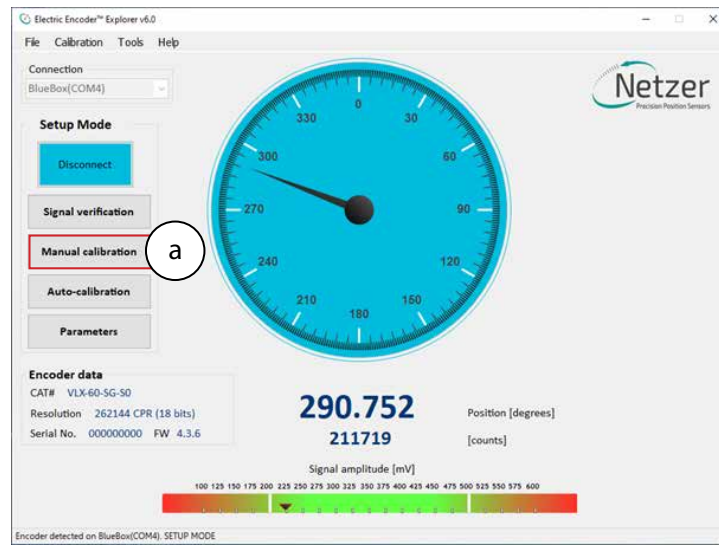 Electric Encoder™ Explorer v6.0
File Calibration Tools Help
Connection
BlueBox(COM4)
Setup Mode
Disconnect
Signal verification
Manual calibration
a
Auto-calibration
Parameters
Encoder data
CAT# VLX-60-SG-S0
Resolution 262144 CPR (18 bits)
Serial No. 000000000 FW 4.3.6
0
30
60
90
120
150
180
210
240
270
300
330
Netzer
Precision Position Sensors
290.752 Position [degrees]
211719 [counts]
Signal amplitude [mV]
100 125 150 175 200 225 250 275 300 325 350 375 400 425 450 475 500 525 550 575 600
Encoder detected on BlueBox(COM4). SETUP MODE